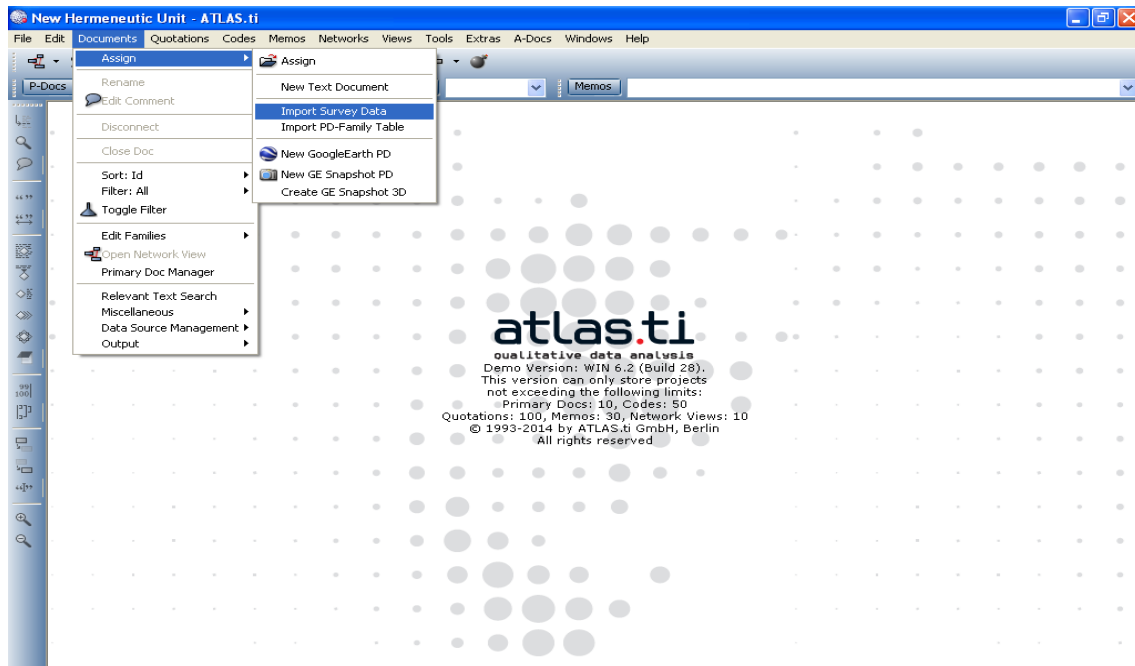 New Hermeneutic Unit - ATLAS.ti
File Edit Documents Quotations Codes Memos Networks Views Tools Extras A-Docs Windows Help
P-Docs
Memos
Assign
Rename
Edit Comment
Disconnect
Close Doc
Sort: Id
Filter: All
Toggle Filter
Edit Families
Open Network View
Primary Doc Manager
Relevant Text Search
Miscellaneous
Data Source Management
Output
Assign
New Text Document
Import Survey Data
Import PD-Family Table
New GoogleEarth PD
New GE Snapshot PD
Create GE Snapshot 3D
atlas.ti
qualitative data analysis
Demo Version: WIN 6.2 (Build 28).
This version can only store projects
not exceeding the following limits:
Primary Docs: 10, Codes: 50
Quotations: 100, Memos: 30, Network Views: 10
© 1993-2014 by ATLAS.ti GmbH, Berlin
All rights reserved